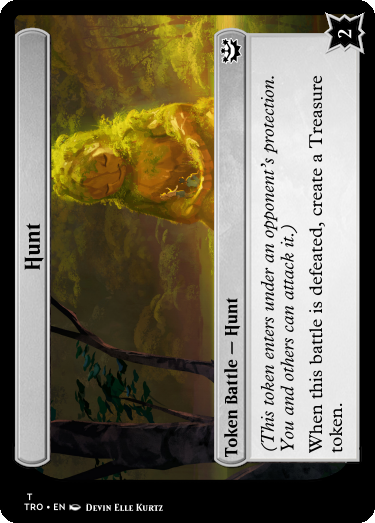 Hunt
Token Battle – Hunt
(This token enters under an opponent's protection.
You and others can attack it.)
When this battle is defeated, create a Treasure
token.
2
T
TRO • EN Devin Elle Kurtz